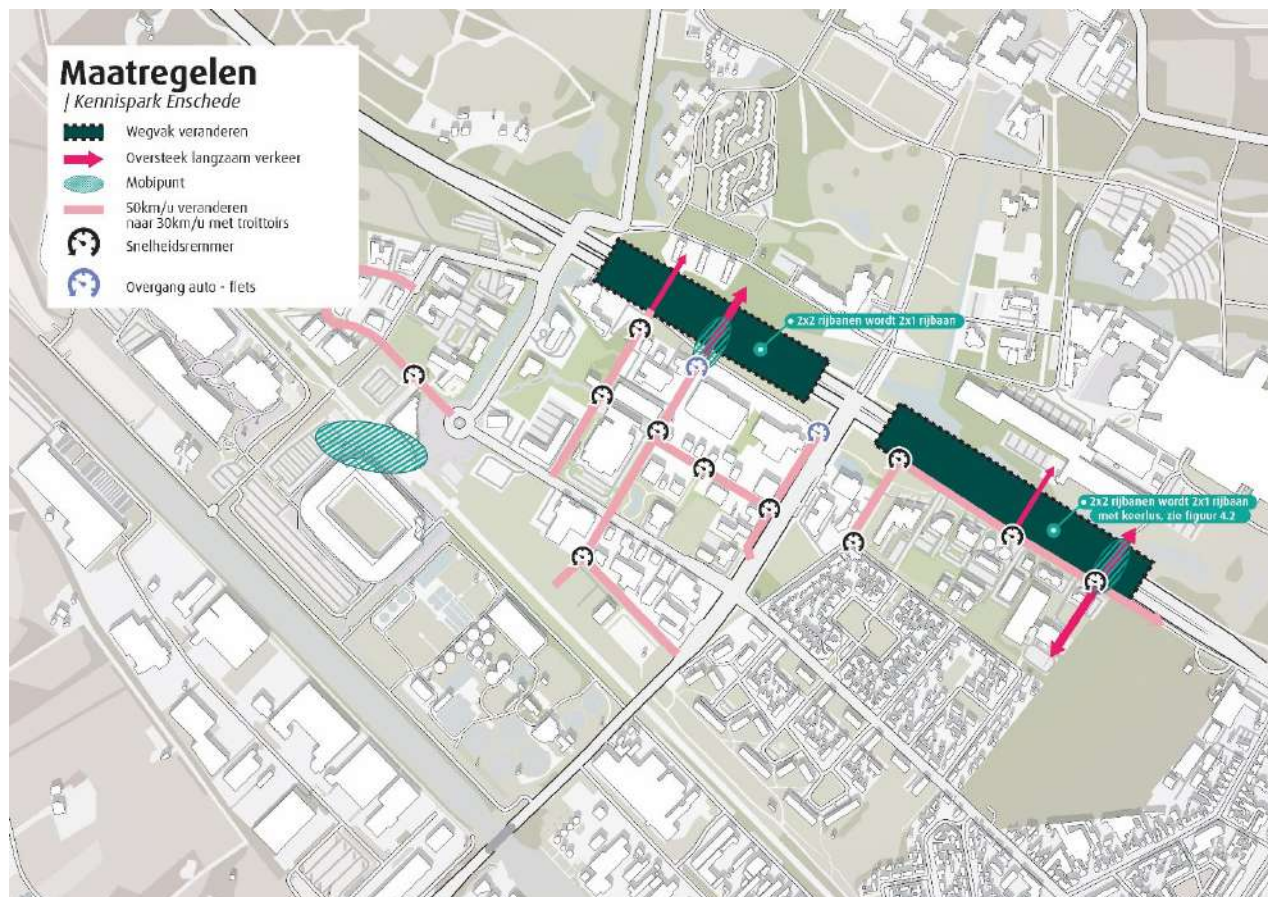 Maatregelen
/ Kennispark Enschede
Wegvak veranderen
Oversteek langzaam verkeer
Mobipunt
50km/u veranderen
naar 30km/u met troittoirs
Snelheidsremmer
Overgang auto - fiets
2x2 rijbanen wordt 2x1 rijbaan
2x2 rijbanen wordt 2x1 rijbaan
met keerlus, zie figuur 4.2